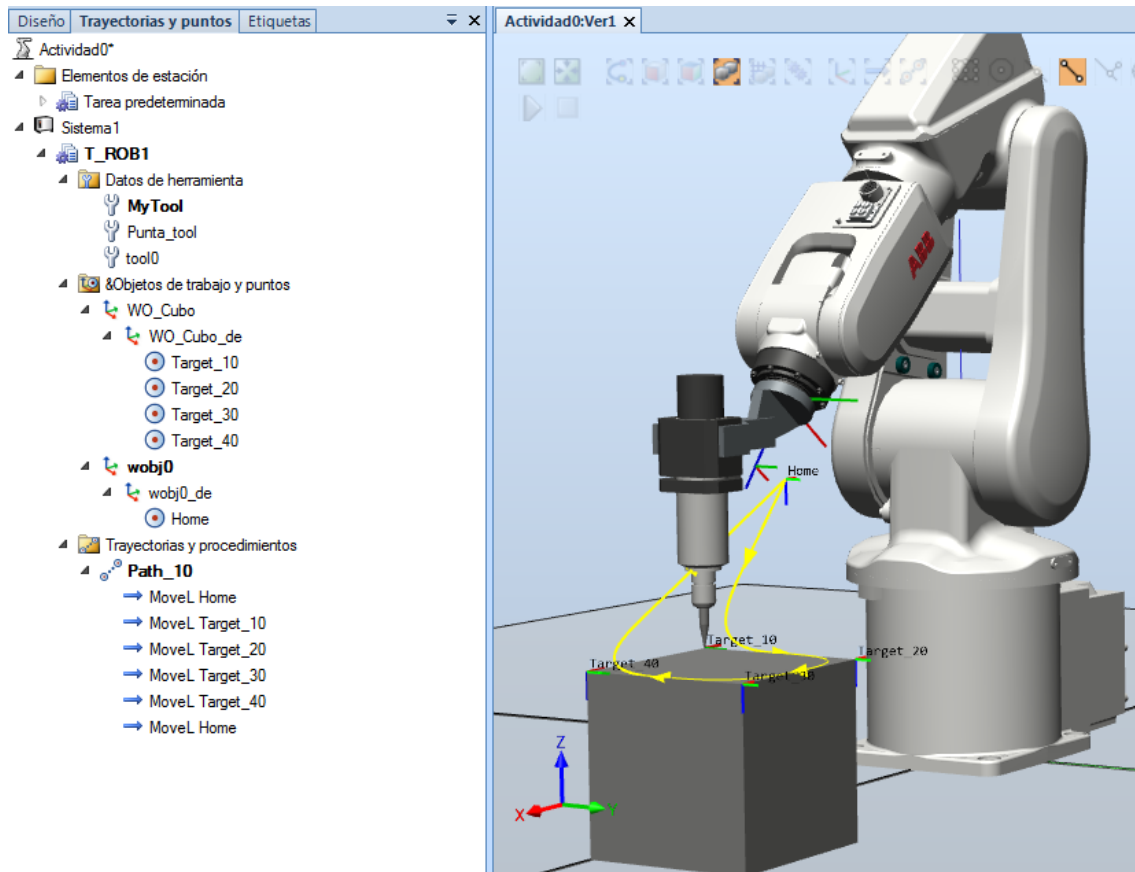 Diseño Trayectorias y puntos Etiquetas
Actividad0*
Elementos de estación
Tarea predeterminada
Sistema1
T_ROB1
Datos de herramienta
MyTool
Punta_tool
tool0
&Objetos de trabajo y puntos
WO_Cubo
WO_Cubo_de
Target_10
Target_20
Target_30
Target_40
wobj0
wobj0_de
Home
Trayectorias y procedimientos
Path_10
MoveL Home
MoveL Target_10
MoveL Target_20
MoveL Target_30
MoveL Target_40
MoveL Home
Actividad0:Ver1
ABB
Home
Target_10
Target_20
Target_40
Z
X
Y